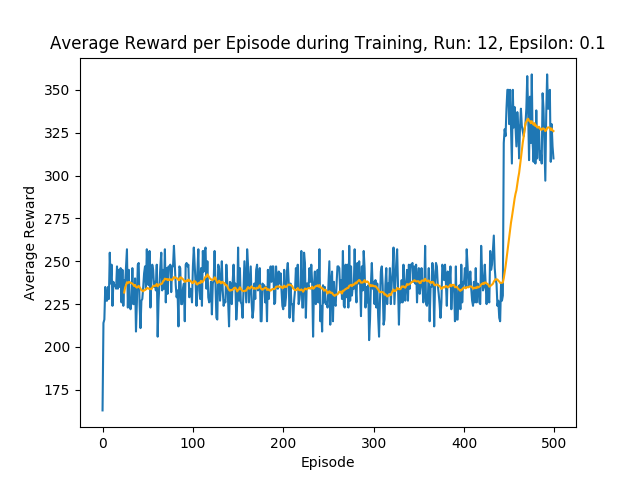 Average Reward per Episode during Training, Run: 12, Epsilon: 0.1
350
325
300
275
250
225
200
175
Average Reward
0 100 200 300 400 500
Episode